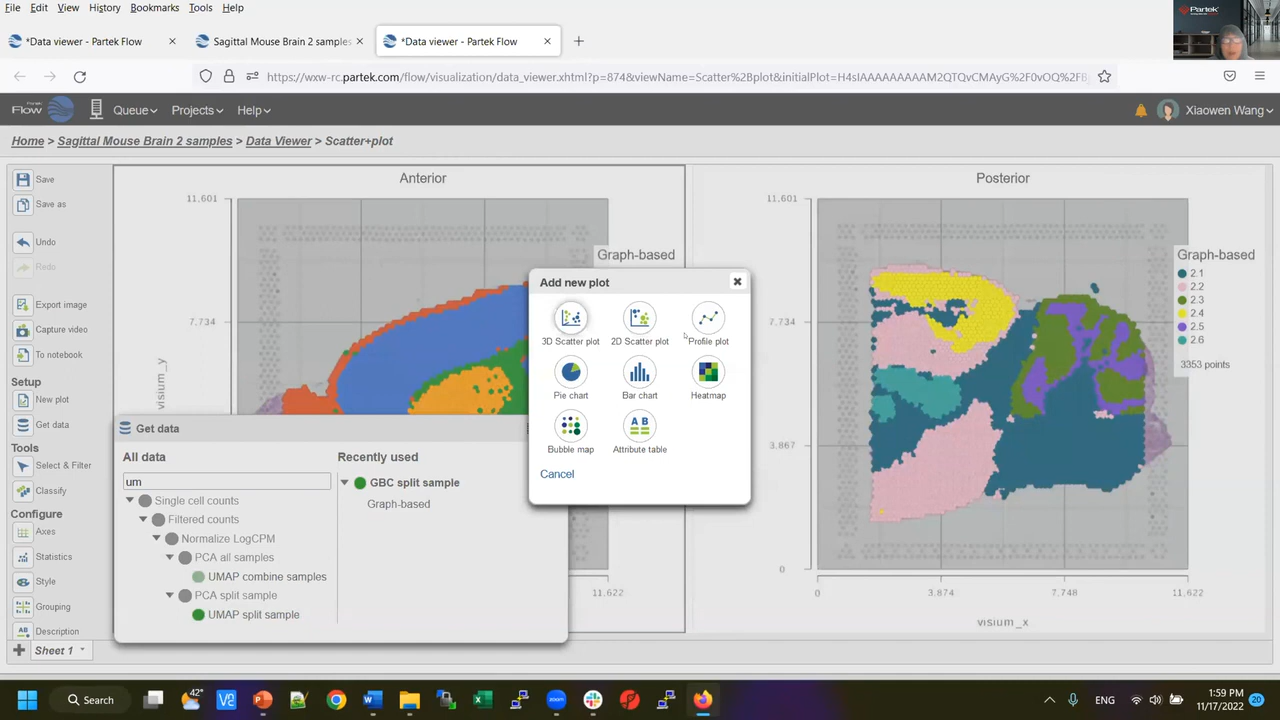 File Edit View History Bookmarks Tools Help
Partek
*Data viewer - Partek Flow
Sagittal Mouse Brain 2 samples
*Data viewer - Partek Flow
https://wxw-rc.partek.com/flow/visualization/data_viewer.xhtml?p=874&viewName=Scatter%2Bplot&initialPlot=H4sIAAAAAAAAAM2QTQvCMAyG%2F0vOQ%2FB
Partek
Flow
Queue
Projects
Help
Xiaowen Wang
Home > Sagittal Mouse Brain 2 samples > Data Viewer > Scatter+plot
Save
Save as
Undo
Redo
Export image
Capture video
To notebook
Setup
New plot
Get data
Tools
Select & Filter
Classify
Configure
Axes
Statistics
Style
Grouping
Description
Sheet 1
Anterior
11,601
7.734
visium_y
Graph-based
11.622
Get data
All data
um
Single cell counts
Filtered counts
Normalize LogCPM
PCA all samples
UMAP combine samples
PCA split sample
UMAP split sample
Recently used
GBC split sample
Graph-based
Add new plot
3D Scatter plot
2D Scatter plot
Profile plot
Pie chart
Bar chart
Heatmap
Bubble map
A B
Attribute table
Cancel
Posterior
11,601
7.734
3.867
0
0
3.874
7.748
11.622
visium_x
Graph-based
2.1
2.2
2.3
2.4
2.5
2.6
3353 points
42°
Search
ENG
1:59 PM
11/17/2022
20